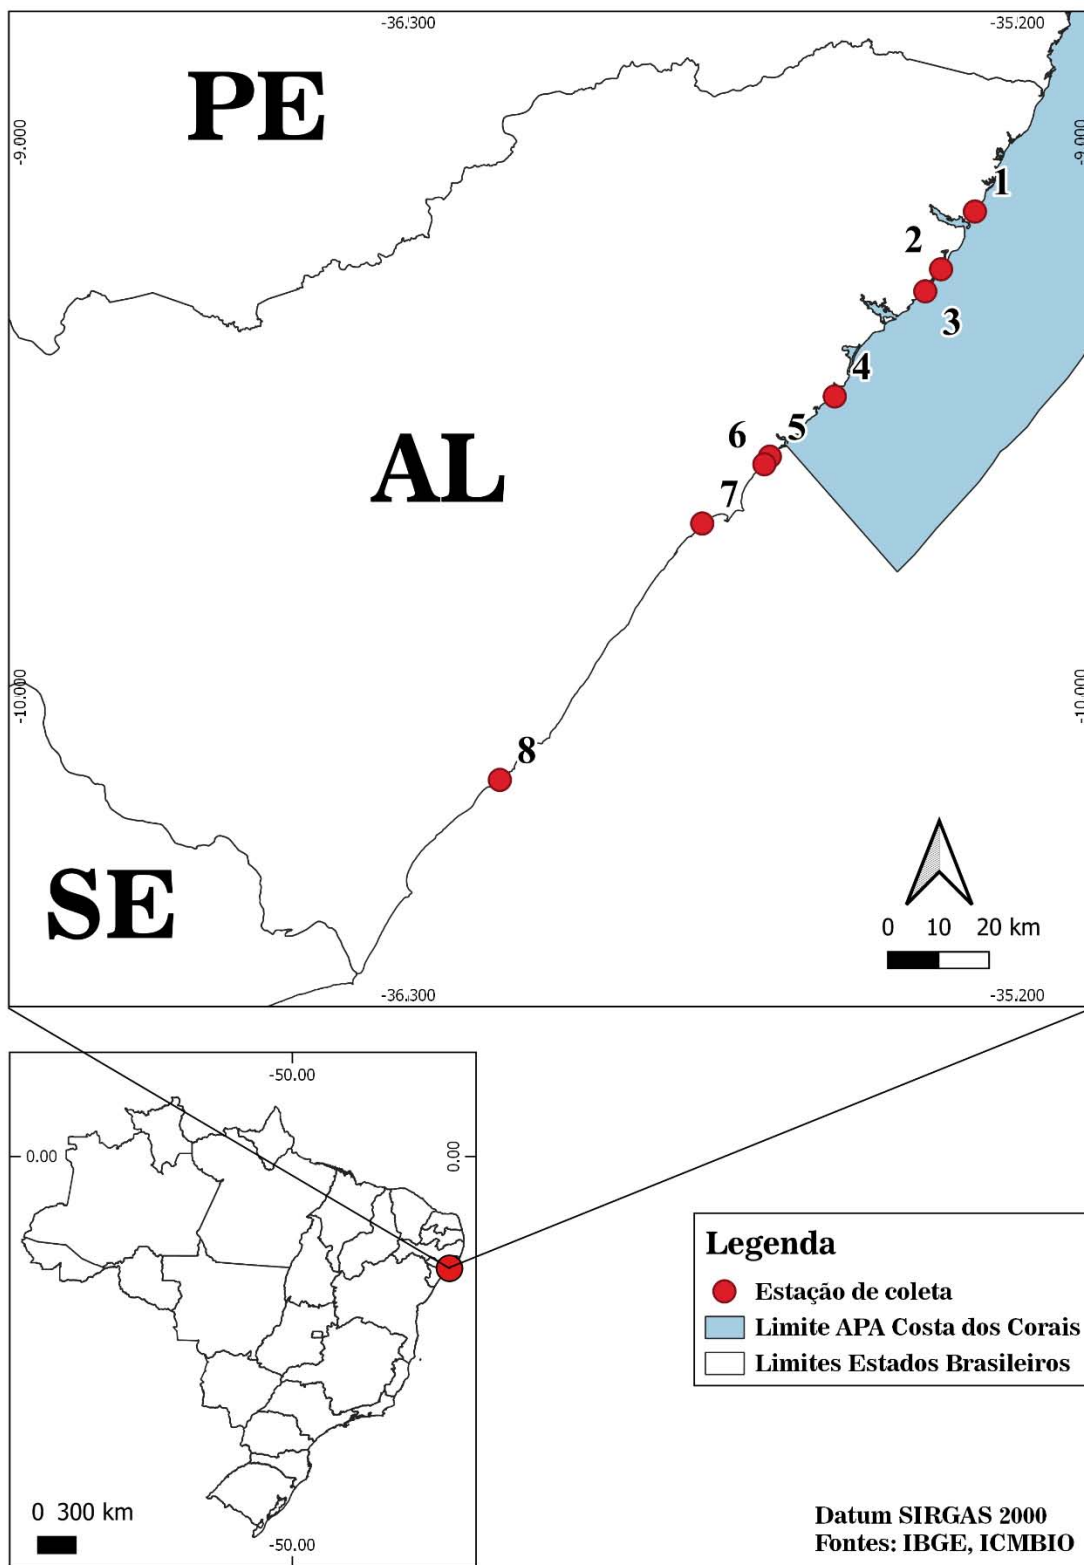 -36.300 -35.200
PE
-9.000 -9.000
1
2
3
4
5
6
AL
7
-10.000 -10.000
8
SE
0 10 20 km
-36.300 -35.200
-50.00
0.00 0.00
Legenda
Estação de coleta
Limite APA Costa dos Corais
Limites Estados Brasileiros
0 300 km
-50.00
Datum SIRGAS 2000
Fontes: IBGE, ICMBIO